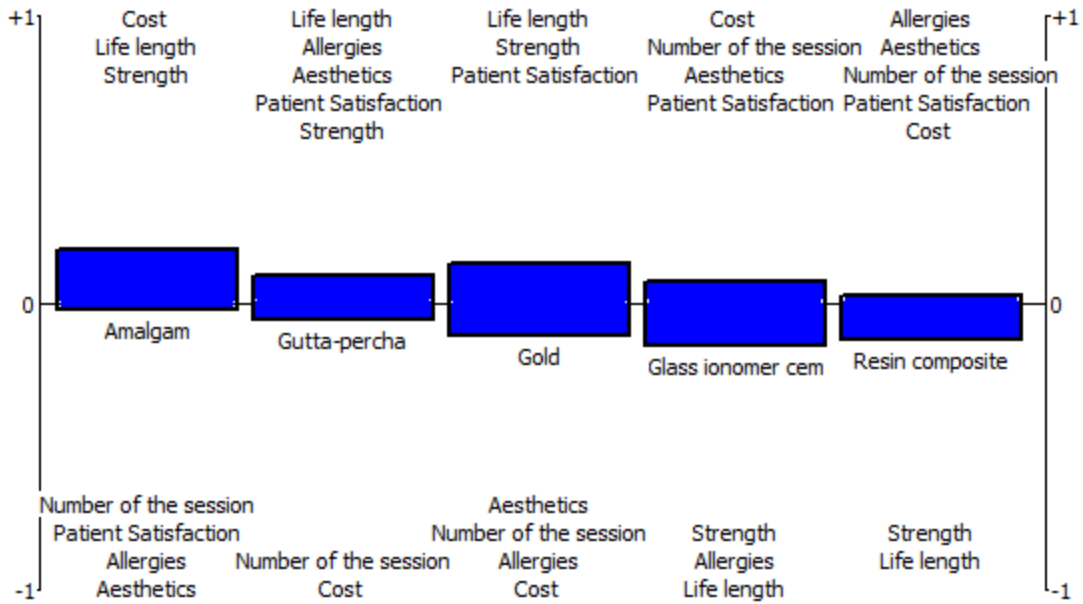 +1 Cost Life length Life length Cost Allergies +1
Life length Allergies Strength Number of the session Aesthetics
Strength Aesthetics Patient Satisfaction Aesthetics Number of the session
Patient Satisfaction Patient Satisfaction Patient Satisfaction
Strength Cost
0 0
Amalgam
Gutta-percha
Gold
Glass ionomer cem
Resin composite
Number of the session Aesthetics
Patient Satisfaction Number of the session Strength Strength
Allergies Number of the session Allergies Allergies Life length
-1 Aesthetics Cost Cost Life length -1